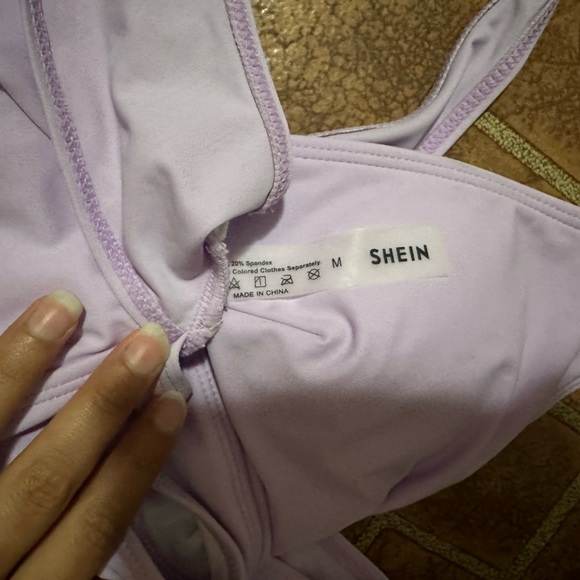 20% Spandex
Colored Clothes Separately.
MADE IN CHINA
M
SHEIN